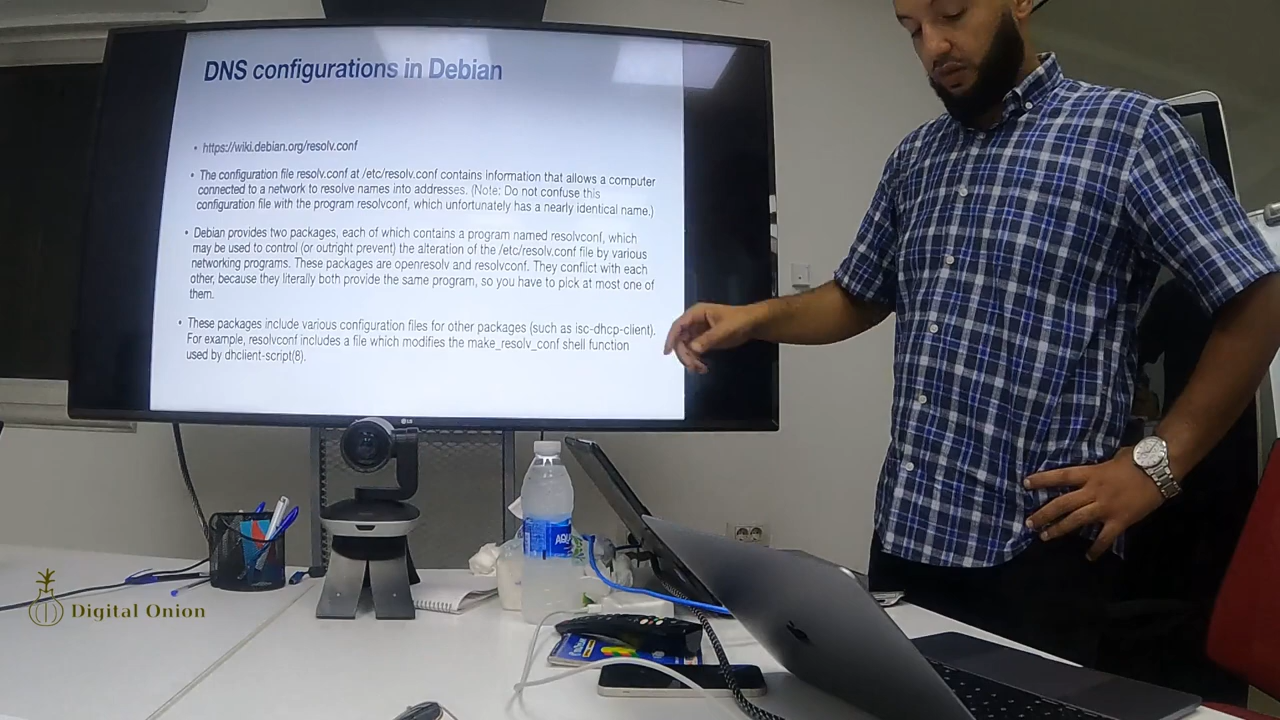 DNS configurations in Debian
• https://wiki.debian.org/resolv.conf
• The configuration file resolv.conf at /etc/resolv.conf contains information that allows a computer
connected to a network to resolve names into addresses. (Note: Do not confuse this
configuration file with the program resolvconf, which unfortunately has a nearly identical name.)
• Debian provides two packages, each of which contains a program named resolvconf, which
may be used to control (or outright prevent) the alteration of the /etc/resolv.conf file by various
networking programs. These packages are openresolv and resolvconf. They conflict with each
other, because they literally both provide the same program, so you have to pick at most one of
them.
• These packages include various configuration files for other packages (such as isc-dhcp-client).
For example, resolvconf includes a file which modifies the make_resolv_conf shell function
used by dhclient-script(8).
LG
Digital Onion